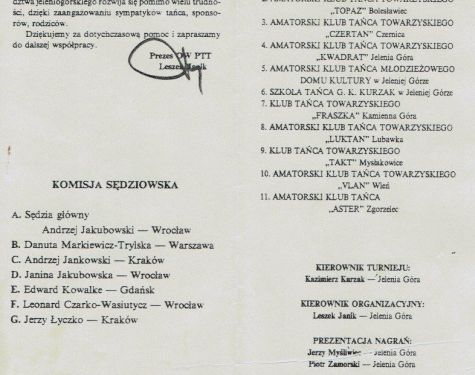 dztwa jeleniogórskiego rozwija się pomimo wielu trudno-
ści, dzięki zaangażowaniu sympatyków tańca, sponso-
rów, rodziców.
Dziękujemy za dotychczasową pomoc i zapraszamy
do dalszej współpracy.
Prezes OW PTT
Leszek Janik
KOMISJA SĘDZIOWSKA
A. Sędzia główny
Andrzej Jakubowski — Wrocław
B. Danuta Markiewicz-Trylska — Warszawa
C. Andrzej Jankowski — Kraków
D. Janina Jakubowska — Wrocław
E. Edward Kowalke — Gdańsk
F. Leonard Czarko-Wasiutycz — Wrocław
G. Jerzy Łyczko — Kraków
„TOPAZ" Bolesławiec
3. AMATORSKI KLUB TAŃCA TOWARZYSKIEGO
„CZERTAN" Czernica
4. AMATORSKI KLUB TAŃCA TOWARZYSKIEGO
„KWADRAT" Jelenia Góra
5. AMATORSKI KLUB TAŃCA MŁODZIEŻOWEGO
DOMU KULTURY w Jeleniej Górze
6. SZKOŁA TAŃCA G. K. KURZAK w Jeleniej Górze
7. KLUB TAŃCA TOWARZYSKIEGO
„FRASZKA" Kamienna Góra
8. AMATORSKI KLUB TAŃCA TOWARZYSKIEGO
„LUKTAN" Lubawka
9. KLUB TAŃCA TOWARZYSKIEGO
„TAKT" Mysłakowice
10. AMATORSKI KLUB TAŃCA TOWARZYSKIEGO
„VLAN" Wleń
11. AMATORSKI KLUB TAŃCA
„ASTER" Zgorzelec
KIEROWNIK TURNIEJU:
Kazimierz Kurzak — Jelenia Góra
KIEROWNIK ORGANIZACYJNY:
Leszek Janik — Jelenia Góra
PREZENTACJA NAGRAŃ:
Jerzy Myśliwiec — Jelenia Góra
Piotr Zamorski — Jelenia Góra